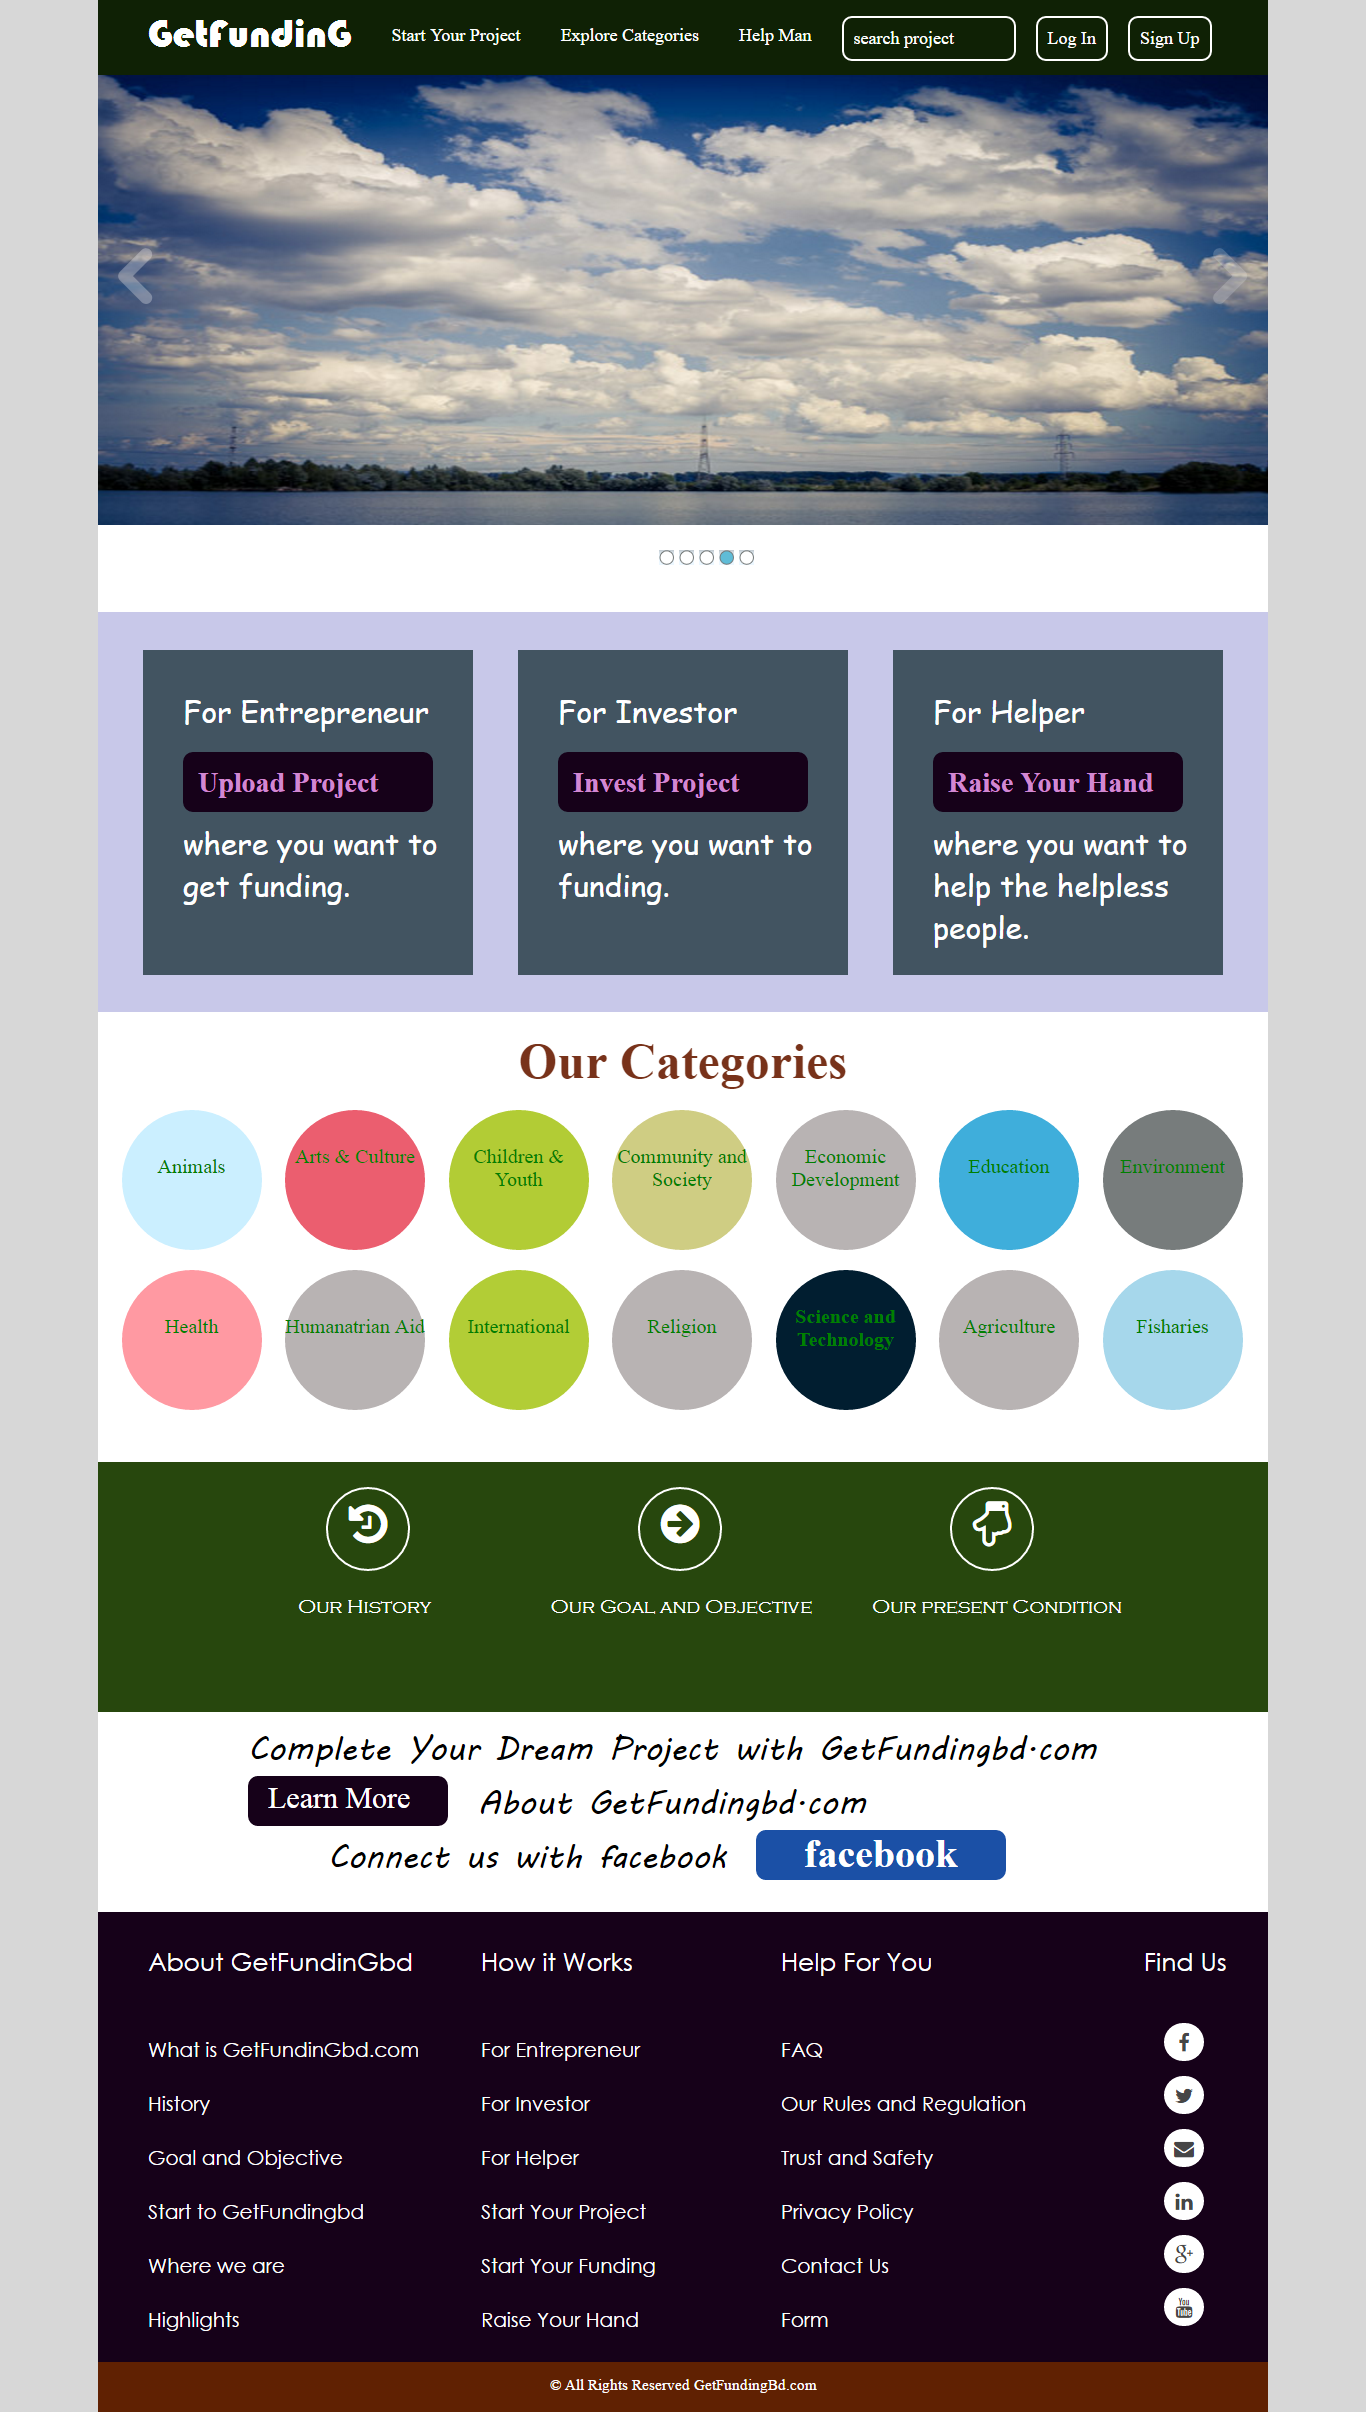 GetFundinG
Start Your Project
Explore Categories
Help Man
search project
Log In
Sign Up
For Entrepreneur
Upload Project
where you want to
get funding.
For Investor
Invest Project
where you want to
funding.
For Helper
Raise Your Hand
where you want to
help the helpless
people.
Our Categories
Animals
Arts & Culture
Children &
Youth
Community and
Society
Economic
Development
Education
Environment
Health
Humanatrian Aid
International
Religion
Science and
Technology
Agriculture
Fisharies
Our History
Our Goal and Objective
Our present Condition
Complete Your Dream Project with GetFundingbd.com
Learn More About GetFundingbd.com
Connect us with facebook facebook
About GetFundinGbd
What is GetFundinGbd.com
History
Goal and Objective
Start to GetFundingbd
Where we are
Highlights
How it Works
For Entrepreneur
For Investor
For Helper
Start Your Project
Start Your Funding
Raise Your Hand
Help For You
FAQ
Our Rules and Regulation
Trust and Safety
Privacy Policy
Contact Us
Form
Find Us
You
Tube
© All Rights Reserved GetFundingBd.com